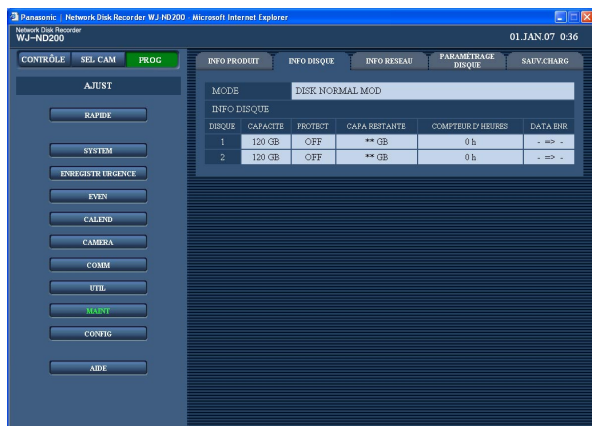 Panasonic | Network Disk Recorder WJ-ND200 - Microsoft Internet Explorer
Network Disk Recorder
WJ-ND200
01.JAN.07 0:36
CONTRÔLE SEL CAM PROG
INFO PRODUIT INFO DISQUE INFO RESEAU PARAMÉTRAGE DISQUE SAUV.CHARG
AJUST
RAPIDE
SYSTEM
ENREGISTR URGENCE
EVEN
CALEND
CAMERA
COMM
UTIL
MAINT
CONFIG
AIDE
MODE DISK NORMAL MOD
INFO DISQUE
DISQUE CAPACITE PROTECT CAPA RESTANTE COMPTEUR D'HEURES DATA ENR
1 120 GB OFF ** GB 0 h - => -
2 120 GB OFF ** GB 0 h - => -